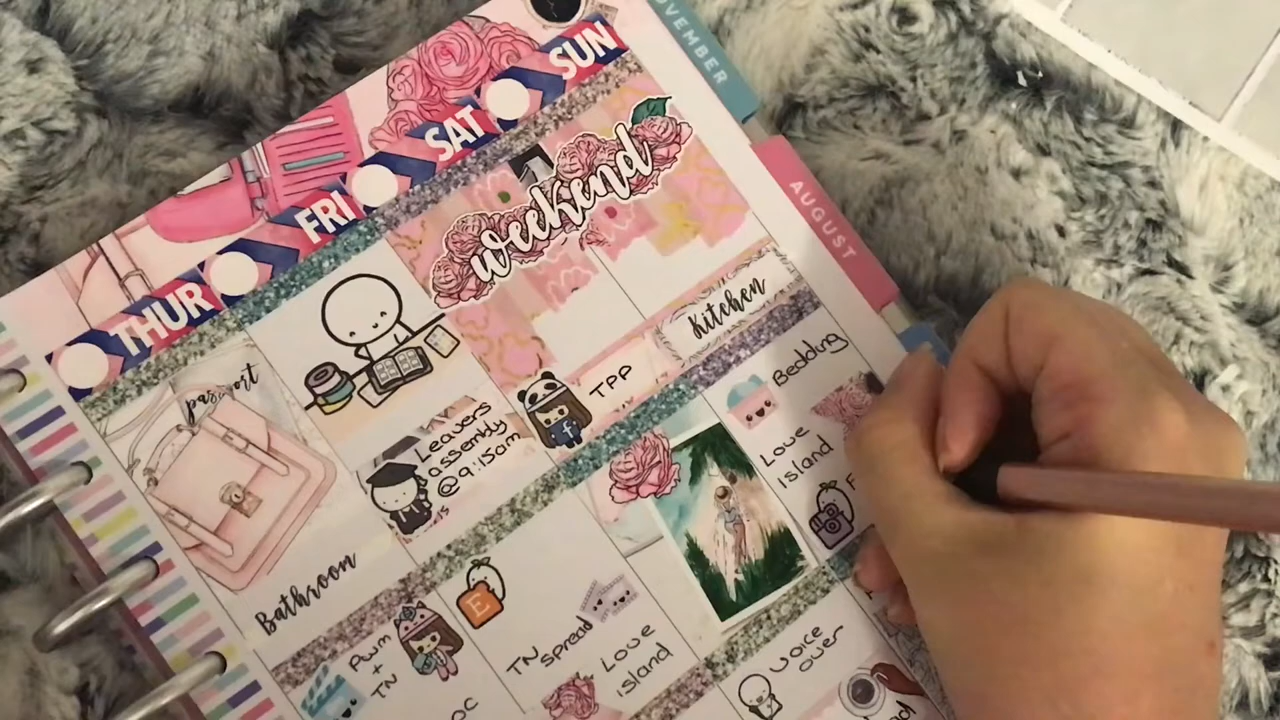 NOVEMBER
AUGUST
THUR
FRI
SAT
SUN
weekend
Kitchen
TPP
Leavers
assembly
@ 9:15am
Bathroom
Bedding
Love
island
Pwm
+
TN
E
TN
spread
Love
island
Voice
over